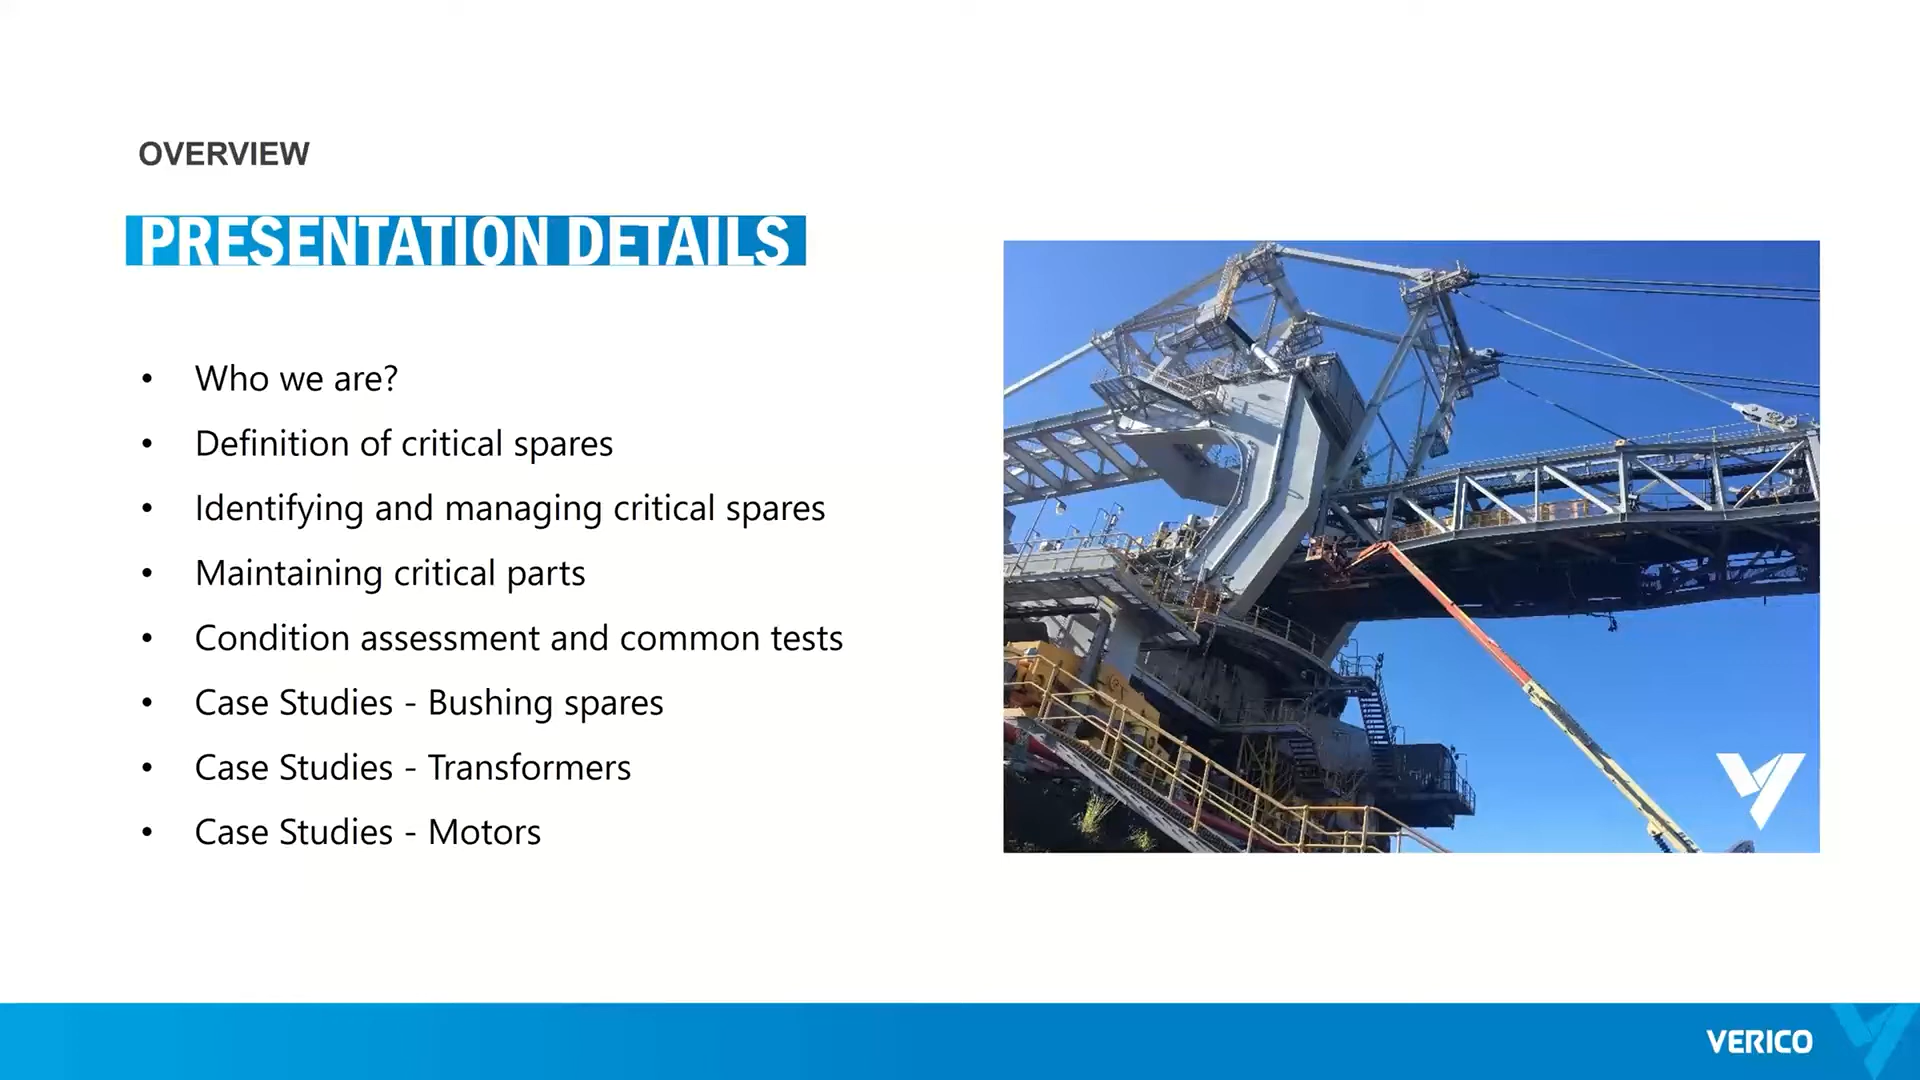 OVERVIEW
PRESENTATION DETAILS
• Who we are?
• Definition of critical spares
• Identifying and managing critical spares
• Maintaining critical parts
• Condition assessment and common tests
• Case Studies - Bushing spares
• Case Studies - Transformers
• Case Studies - Motors
VERICO